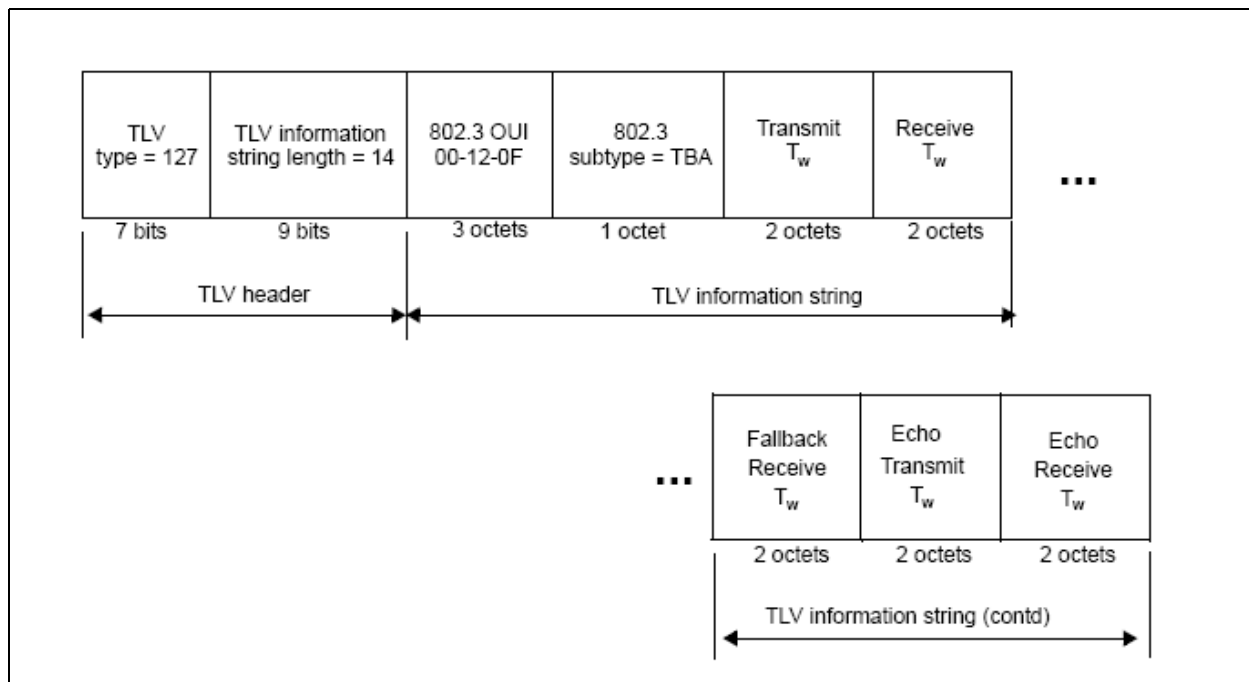 TLV
type = 127
TLV information
string length = 14
802.3 OUI
00-12-0F
802.3
subtype = TBA
Transmit
Tw
Receive
Tw
...
7 bits
9 bits
3 octets
1 octet
2 octets
2 octets
TLV header
TLV information string
...
Fallback
Receive
Tw
Echo
Transmit
Tw
Echo
Receive
Tw
2 octets
2 octets
2 octets
TLV information string (contd)